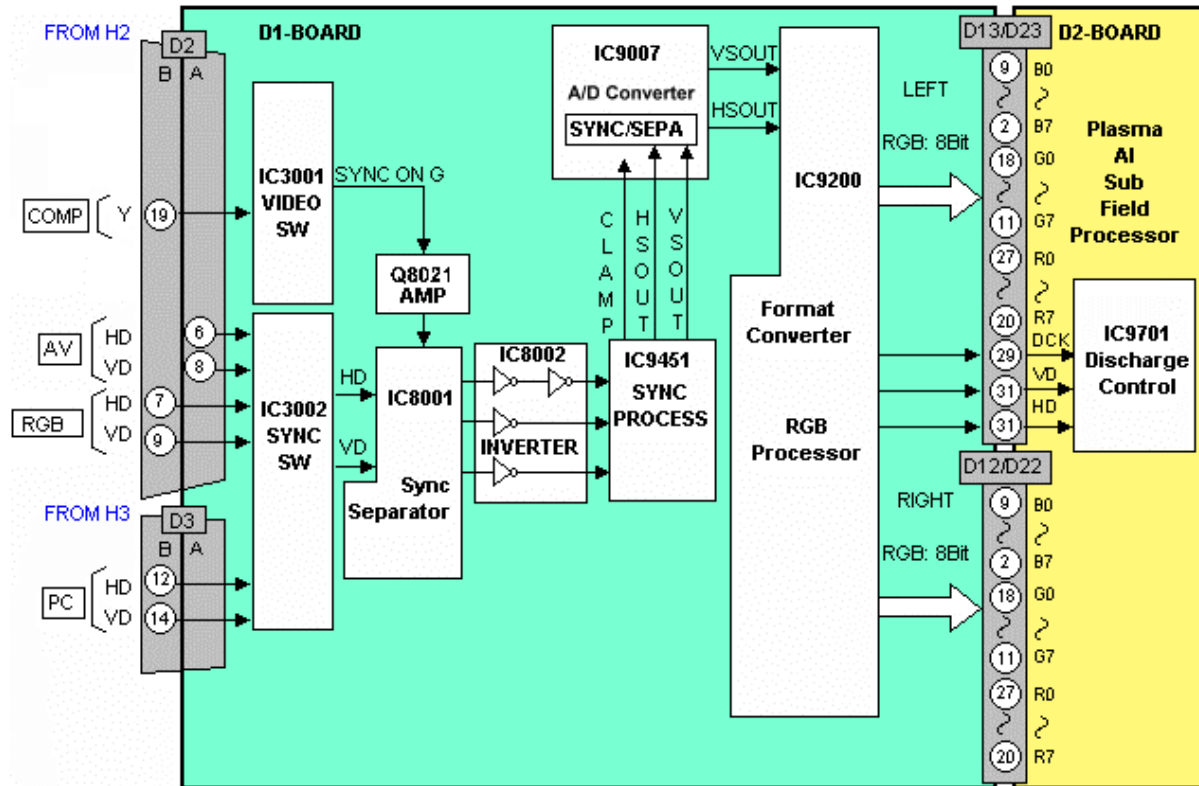 FROM H2
D2
B A
D1-BOARD
D13/D23
D2-BOARD
COMP
Y
19
IC3001
VIDEO
SW
SYNC ON G
Q8021
AMP
IC9007
A/D Converter
SYNC/SEPA
VSOUT
HSOUT
CLAMP
HSOUT
VSOUT
AV
HD
6
VD
8
RGB
HD
7
VD
9
IC3002
SYNC
SW
HD
VD
IC8001
Sync
Separator
IC8002
INVERTER
IC9451
SYNC
PROCESS
IC9200
Format
Converter
RGB
Processor
LEFT
RGB: 8Bit
9 B0
2 B7
18 G0
11 G7
27 R0
20 R7
29 DCK
31 VD
31 HD
Plasma
AI
Sub
Field
Processor
IC9701
Discharge
Control
FROM H3
D3
B A
PC
HD
12
VD
14
D12/D22
RIGHT
RGB: 8Bit
9 B0
2 B7
18 G0
11 G7
27 R0
20 R7